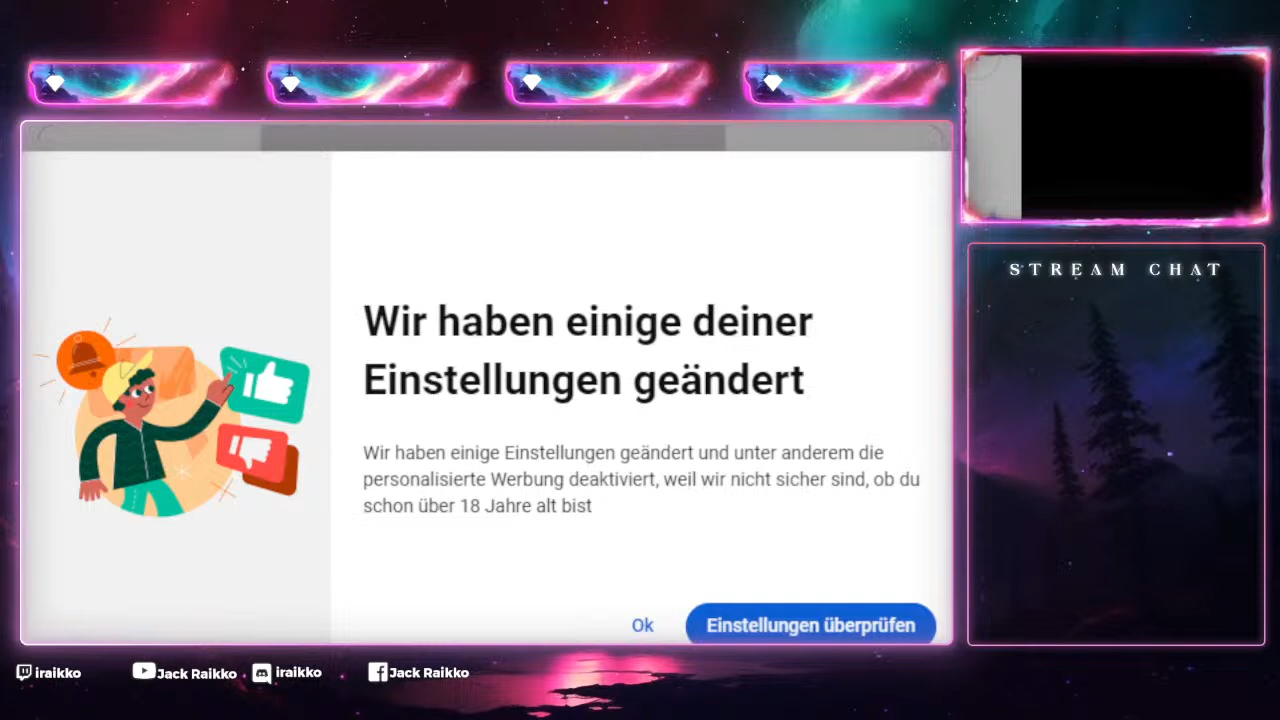 STREAM CHAT
Wir haben einige deiner
Einstellungen geändert
Wir haben einige Einstellungen geändert und unter anderem die
personalisierte Werbung deaktiviert, weil wir nicht sicher sind, ob du
schon über 18 Jahre alt bist
Ok Einstellungen überprüfen
iraikko Jack Raikko iraikko Jack Raikko